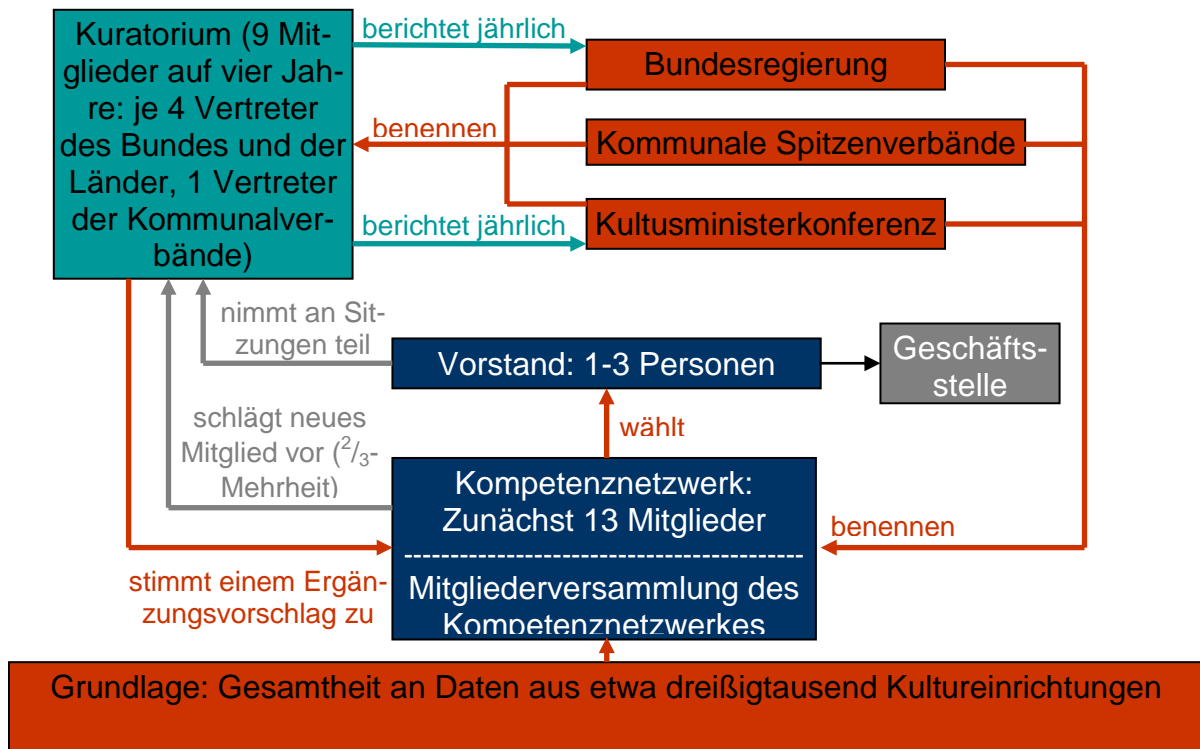 Kuratorium (9 Mit-
glieder auf vier Jah-
re: je 4 Vertreter
des Bundes und der
Länder, 1 Vertreter
der Kommunalver-
bände)
berichtet jährlich
Bundesregierung
benennen
Kommunale Spitzenverbände
berichtet jährlich
Kultusministerkonferenz
nimmt an Sit-
zungen teil
Vorstand: 1-3 Personen
Geschäfts-
stelle
schlägt neues
Mitglied vor (²/₃-
Mehrheit)
wählt
Kompetenznetzwerk:
Zunächst 13 Mitglieder
------------------------------------------
Mitgliederversammlung des
Kompetenznetzwerkes
benennen
stimmt einem Ergän-
zungsvorschlag zu
Grundlage: Gesamtheit an Daten aus etwa dreißigtausend Kultureinrichtungen